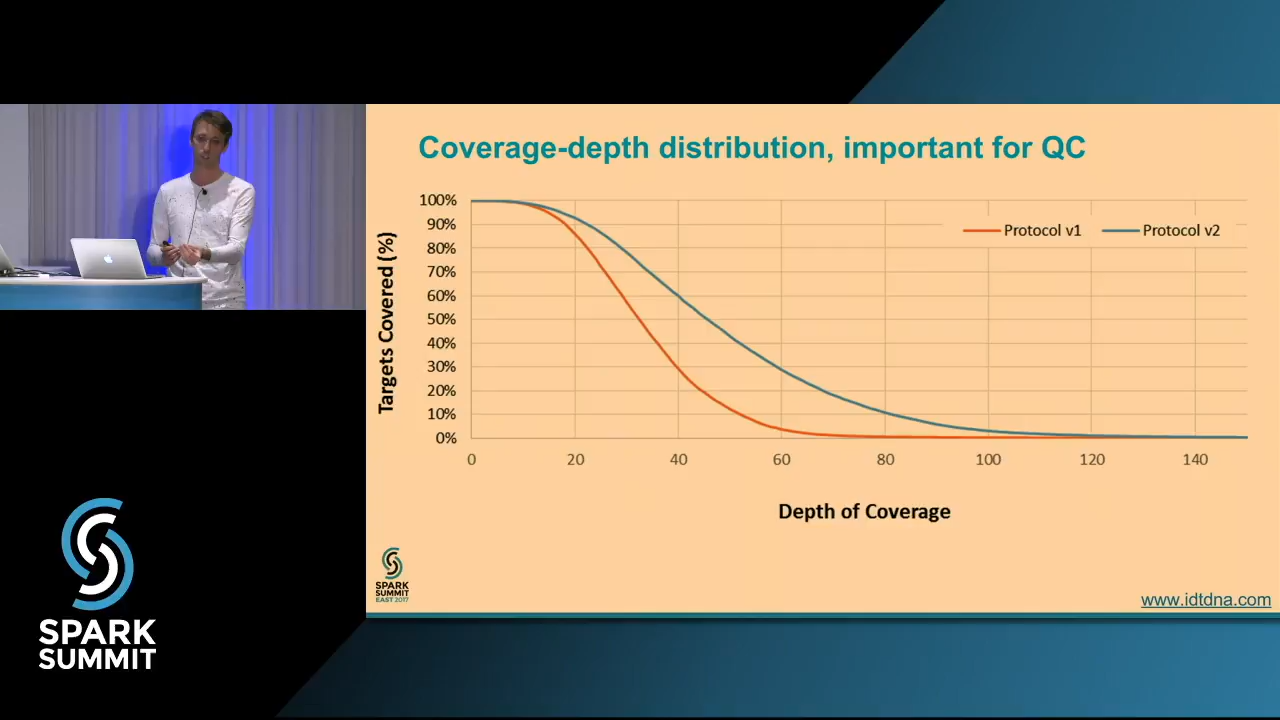 Coverage-depth distribution, important for QC
100%
90%
80%
70%
60%
50%
40%
30%
20%
10%
0%
Targets Covered (%)
Protocol v1
Protocol v2
0 20 40 60 80 100 120 140
Depth of Coverage
SPARK
SUMMIT
EAST 2017
www.idtdna.com
SPARK
SUMMIT